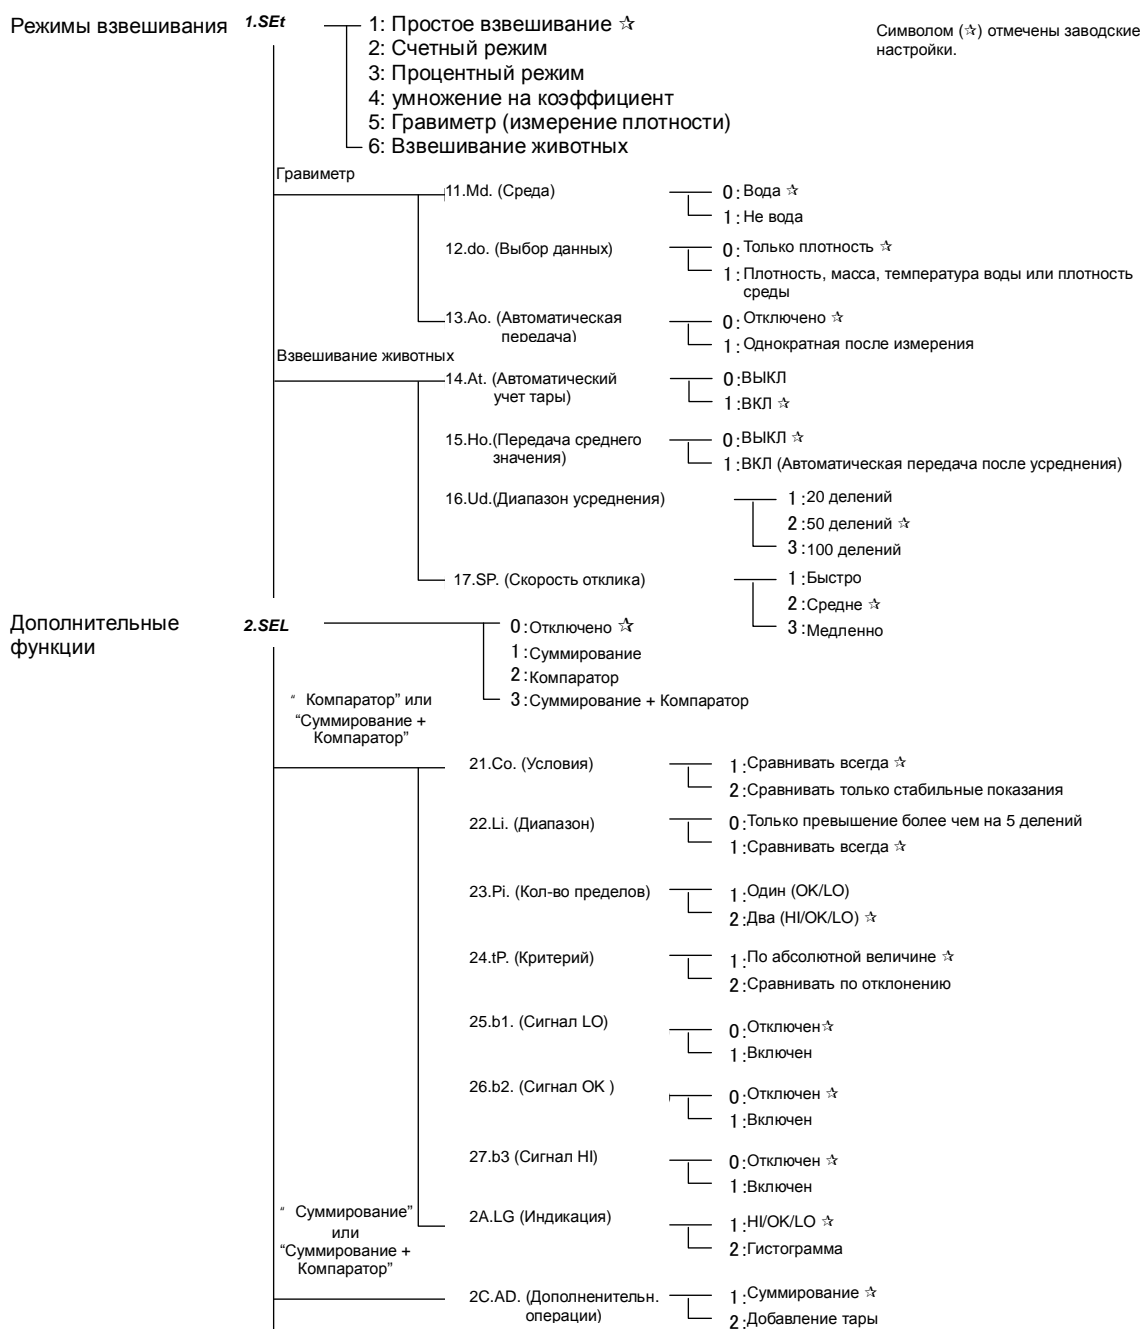 Режимы взвешивания 1.SEt
1: Простое взвешивание ☆
Символом (☆) отмечены заводские
настройки.
2: Счетный режим
3: Процентный режим
4: умножение на коэффициент
5: Гравиметр (измерение плотности)
6: Взвешивание животных
Гравиметр
11.Md. (Среда)
0: Вода ☆
1: Не вода
12.do. (Выбор данных)
0: Только плотность ☆
1: Плотность, масса, температура воды или плотность
среды
13.Ao. (Автоматическая
передача)
0: Отключено ☆
1: Однократная после измерения
Взвешивание животных
14.At. (Автоматический
учет тары)
0:ВЫКЛ
1:ВКЛ ☆
15.Ho.(Передача среднего
значения)
0:ВЫКЛ ☆
1:ВКЛ (Автоматическая передача после усреднения)
16.Ud.(Диапазон усреднения)
1:20 делений
2:50 делений ☆
3:100 делений
17.SP. (Скорость отклика)
1:Быстро
2:Средне ☆
3:Медленно
Дополнительные
функции
2.SEL
0:Отключено ☆
1:Суммирование
2:Компаратор
3:Суммирование + Компаратор
“ Компаратор” или
“Суммирование +
Компаратор”
21.Co. (Условия)
1:Сравнивать всегда ☆
2:Сравнивать только стабильные показания
22.Li. (Диапазон)
0:Только превышение более чем на 5 делений
1:Сравнивать всегда ☆
23.Pi. (Кол-во пределов)
1:Один (OK/LO)
2:Два (HI/OK/LO) ☆
24.tP. (Критерий)
1:По абсолютной величине ☆
2:Сравнивать по отклонению
25.b1. (Сигнал LO)
0:Отключен☆
1:Включен
26.b2. (Сигнал OK )
0:Отключен ☆
1:Включен
27.b3 (Сигнал HI)
0:Отключен ☆
1:Включен
2A.LG (Индикация)
1:HI/OK/LO ☆
2:Гистограмма
“ Суммирование”
или
“Суммирование +
Компаратор”
2C.AD. (Дополненительн.
операции)
1:Суммирование ☆
2:Добавление тары